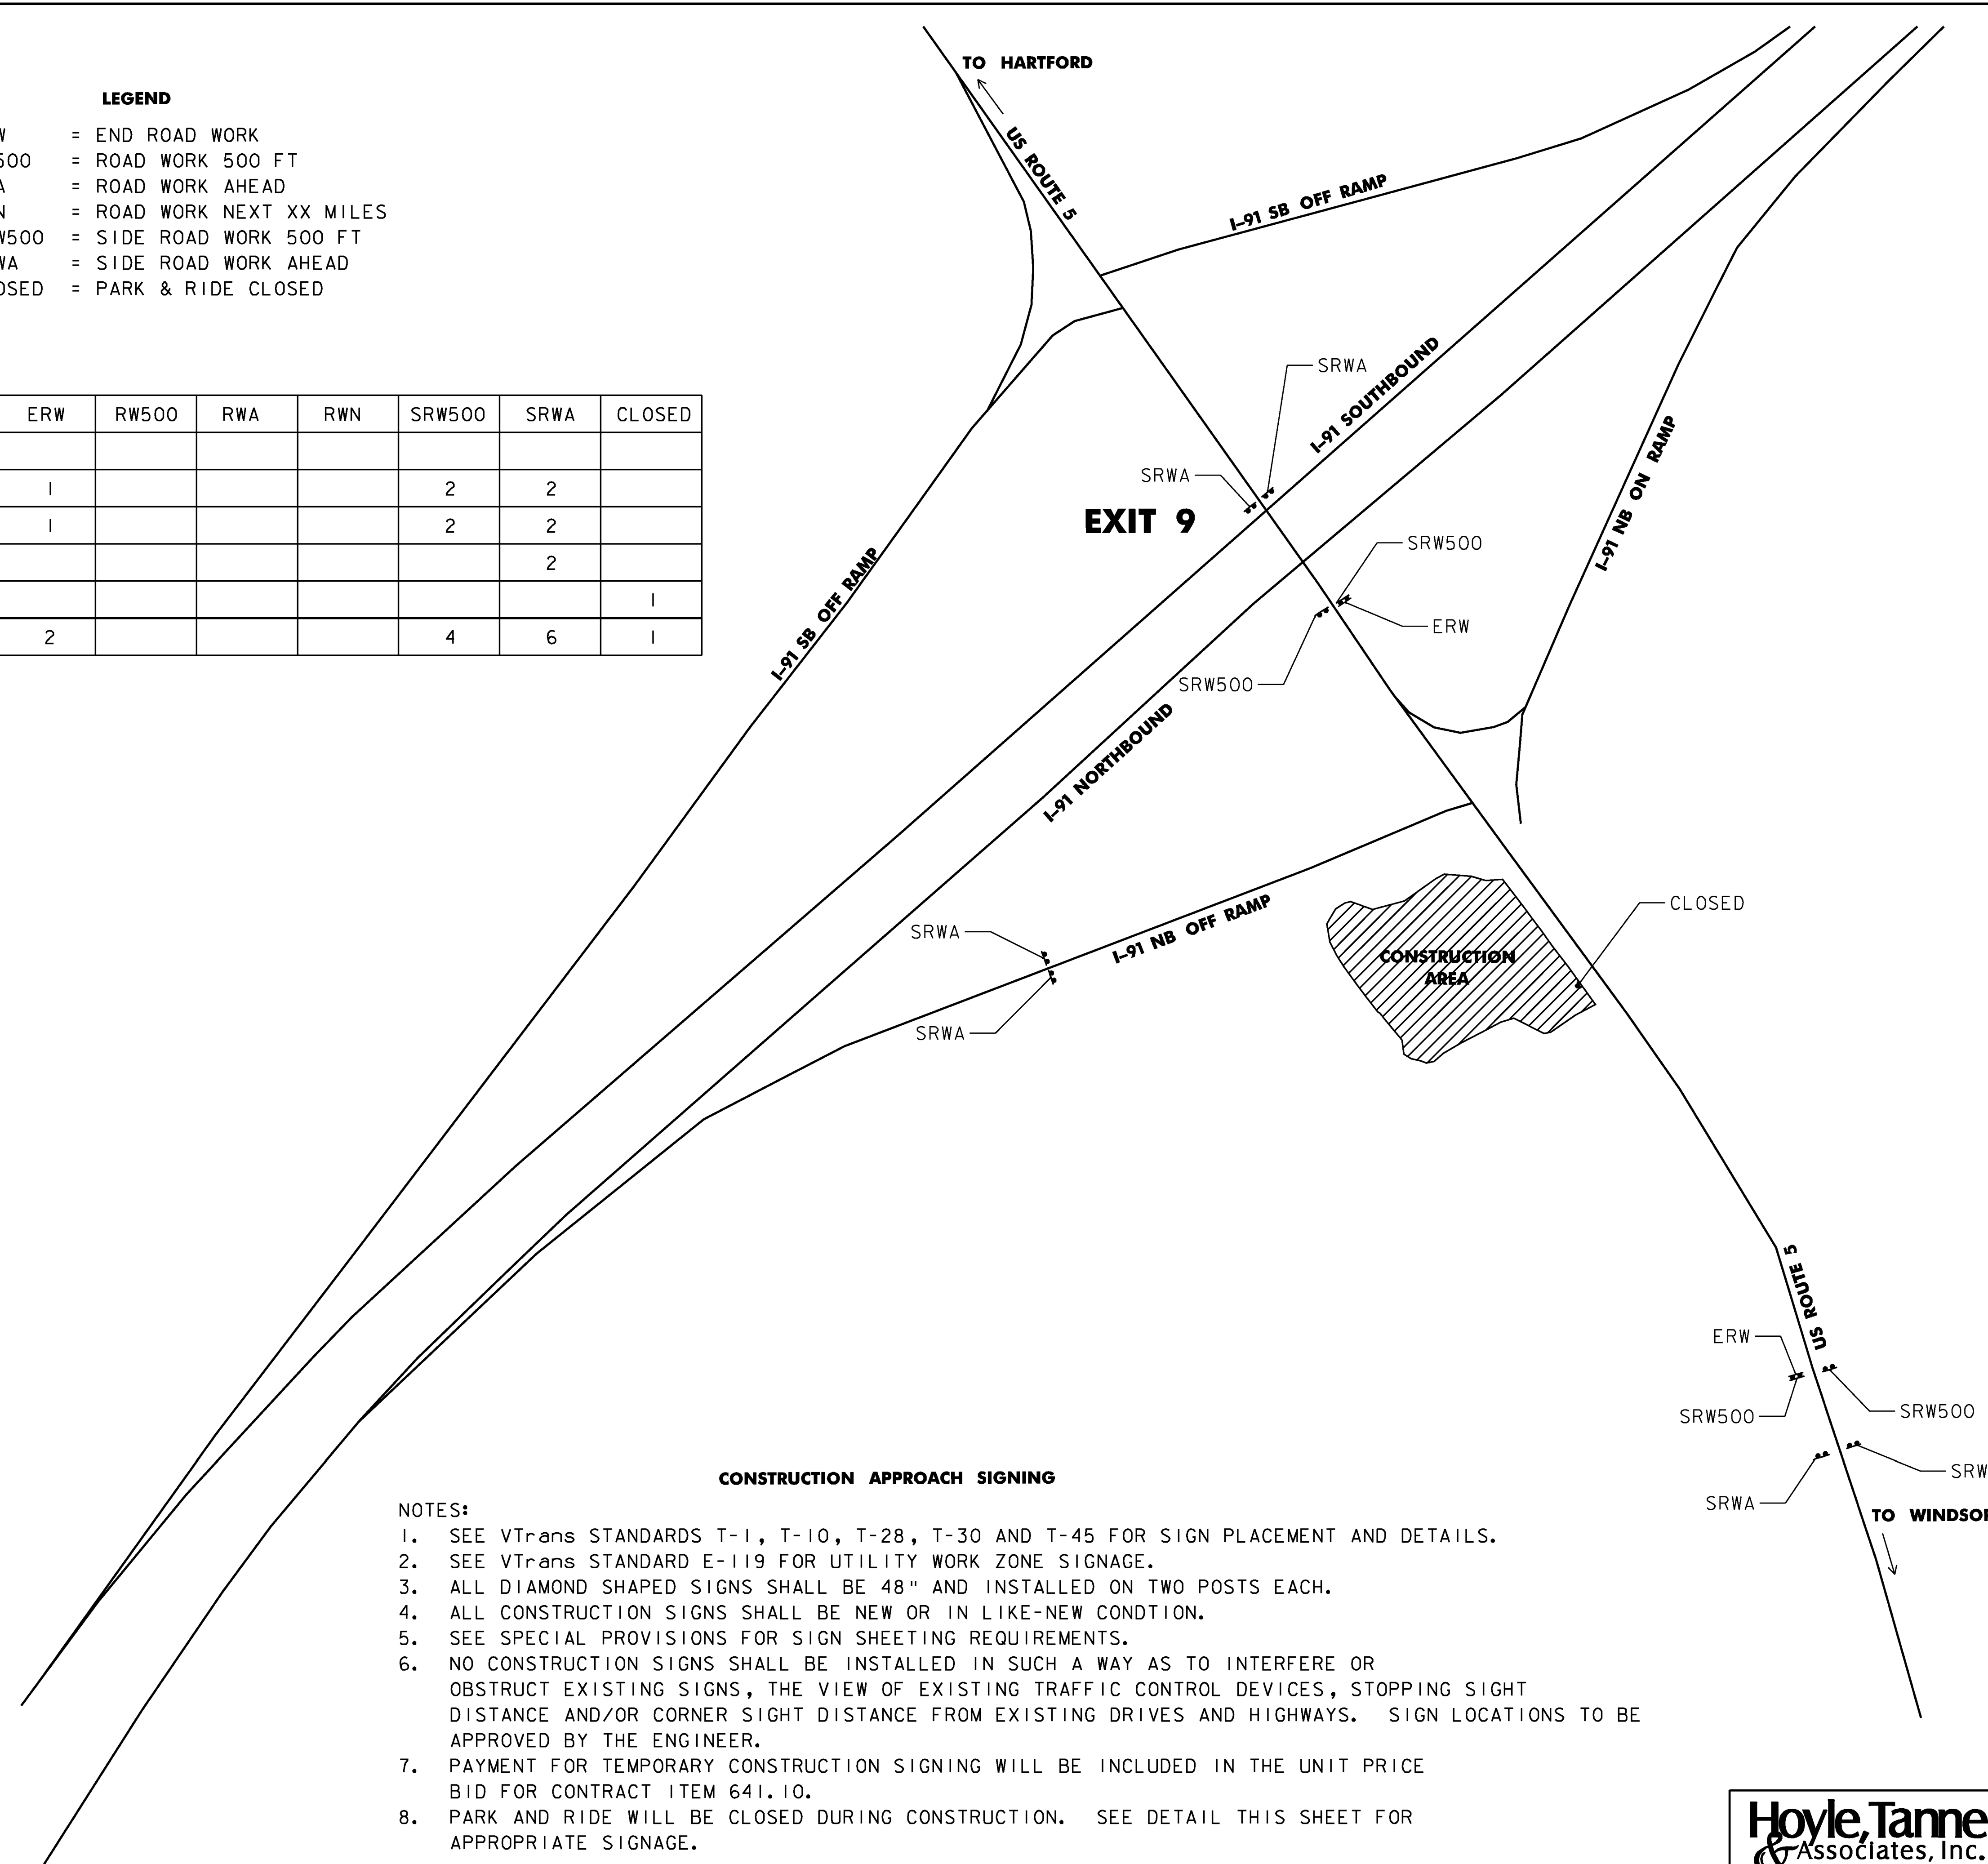 LEGEND
W = END ROAD WORK
500 = ROAD WORK 500 FT
A = ROAD WORK AHEAD
N = ROAD WORK NEXT XX MILES
W500 = SIDE ROAD WORK 500 FT
WA = SIDE ROAD WORK AHEAD
OSED = PARK & RIDE CLOSED
ERW RW500 RWA RWN SRW500 SRWA CLOSED
1 2 2
1 2 2
2
1
2 4 6 1
TO HARTFORD
US ROUTE 5
I-91 SB OFF RAMP
SRWA
I-91 SOUTHBOUND
SRWA
EXIT 9
I-91 NB ON RAMP
SRW500
ERW
SRW500
I-91 SB OFF RAMP
I-91 NORTHBOUND
CLOSED
I-91 NB OFF RAMP
SRWA
CONSTRUCTION
AREA
SRWA
US ROUTE 5
ERW
SRW500
SRW500
SRW
SRWA
TO WINDSO
CONSTRUCTION APPROACH SIGNING
NOTES:
1. SEE VTrans STANDARDS T-1, T-10, T-28, T-30 AND T-45 FOR SIGN PLACEMENT AND DETAILS.
2. SEE VTrans STANDARD E-119 FOR UTILITY WORK ZONE SIGNAGE.
3. ALL DIAMOND SHAPED SIGNS SHALL BE 48" AND INSTALLED ON TWO POSTS EACH.
4. ALL CONSTRUCTION SIGNS SHALL BE NEW OR IN LIKE-NEW CONDTION.
5. SEE SPECIAL PROVISIONS FOR SIGN SHEETING REQUIREMENTS.
6. NO CONSTRUCTION SIGNS SHALL BE INSTALLED IN SUCH A WAY AS TO INTERFERE OR
OBSTRUCT EXISTING SIGNS, THE VIEW OF EXISTING TRAFFIC CONTROL DEVICES, STOPPING SIGHT
DISTANCE AND/OR CORNER SIGHT DISTANCE FROM EXISTING DRIVES AND HIGHWAYS. SIGN LOCATIONS TO BE
APPROVED BY THE ENGINEER.
7. PAYMENT FOR TEMPORARY CONSTRUCTION SIGNING WILL BE INCLUDED IN THE UNIT PRICE
BID FOR CONTRACT ITEM 641.10.
8. PARK AND RIDE WILL BE CLOSED DURING CONSTRUCTION. SEE DETAIL THIS SHEET FOR
APPROPRIATE SIGNAGE.
Hoyle, Tanne
& Associates, Inc.